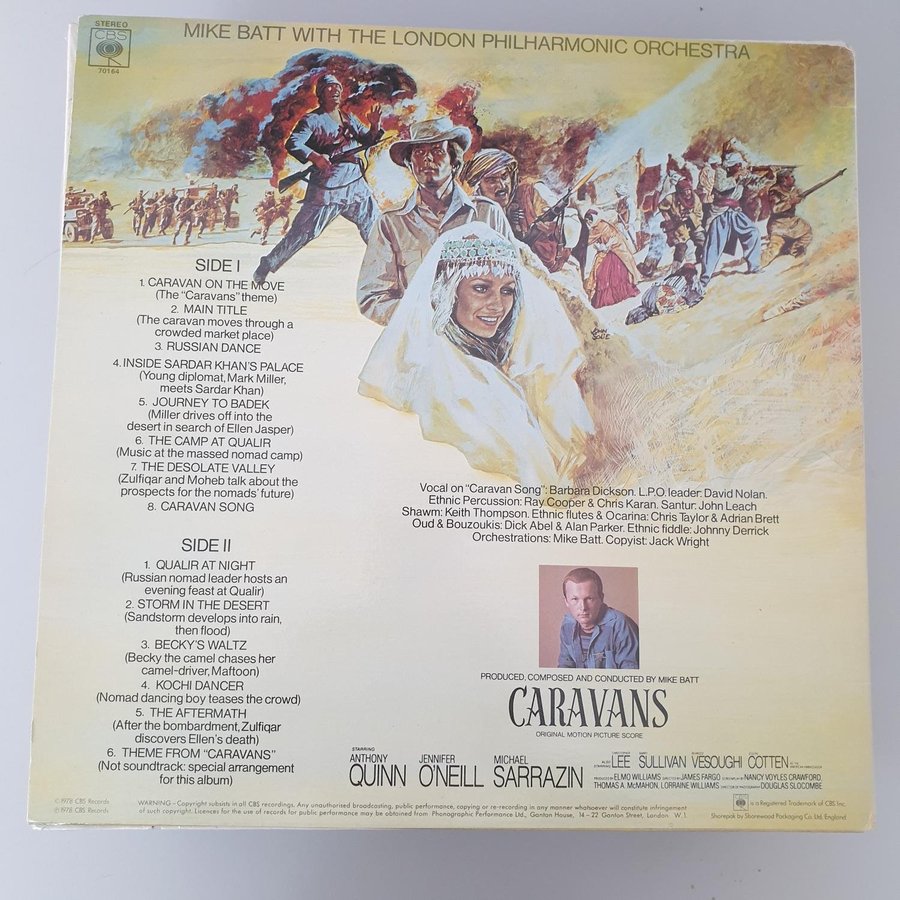 STEREO
CBS
70164
MIKE BATT WITH THE LONDON PHILHARMONIC ORCHESTRA
SIDE I
1. CARAVAN ON THE MOVE
(The "Caravans" theme)
2. MAIN TITLE
(The caravan moves through a
crowded market place)
3. RUSSIAN DANCE
4. INSIDE SARDAR KHAN'S PALACE
(Young diplomat, Mark Miller,
meets Sardar Khan)
5. JOURNEY TO BADEK
(Miller drives off into the
desert in search of Ellen Jasper)
6. THE CAMP AT QUALIR
(Music at the massed nomad camp)
7. THE DESOLATE VALLEY
(Zulfiqar and Moheb talk about the
prospects for the nomads' future)
8. CARAVAN SONG
SIDE II
1. QUALIR AT NIGHT
(Russian nomad leader hosts an
evening feast at Qualir)
2. STORM IN THE DESERT
(Sandstorm develops into rain,
then flood)
3. BECKY'S WALTZ
(Becky the camel chases her
camel-driver, Maftoon)
4. KOCHI DANCER
(Nomad dancing boy teases the crowd)
5. THE AFTERMATH
(After the bombardment, Zulfiqar
discovers Ellen's death)
6. THEME FROM "CARAVANS"
(Not soundtrack: special arrangement
for this album)
Vocal on "Caravan Song": Barbara Dickson. L.P.O. leader: David Nolan.
Ethnic Percussion: Ray Cooper & Chris Karan. Santur: John Leach
Shawm: Keith Thompson. Ethnic flutes & Ocarina: Chris Taylor & Adrian Brett
Oud & Bouzoukis: Dick Abel & Alan Parker. Ethnic fiddle: Johnny Derrick
Orchestrations: Mike Batt. Copyist: Jack Wright
PRODUCED, COMPOSED AND CONDUCTED BY MIKE BATT
CARAVANS
ORIGINAL MOTION PICTURE SCORE
STARRING
ANTHONY QUINN JENNIFER O'NEILL MICHAEL SARRAZIN
ALSO STARRING CHRISTOPHER LEE BARRY SULLIVAN BEHROUZ VESOUGHI JOSEPH COTTEN
PRODUCED BY ELMO WILLIAMS DIRECTED BY JAMES FARGO SCREENPLAY BY NANCY VOYLES CRAWFORD,
THOMAS A. McMAHON, LORRAINE WILLIAMS DIRECTOR OF PHOTOGRAPHY DOUGLAS SLOCOMBE
℗ 1978 CBS Records
© 1978 CBS Records
WARNING – Copyright subsists in all CBS recordings. Any unauthorised broadcasting, public performance, copying or re-recording in any manner whatsoever will constitute infringement
of such copyright. Licences for the use of records for public performance may be obtained from Phonographic Performance Ltd., Ganton House, 14–22 Ganton Street, London W.1.
CBS is a Registered Trademark of CBS Inc.
Shorepak by Shorewood Packaging Co. Ltd. England